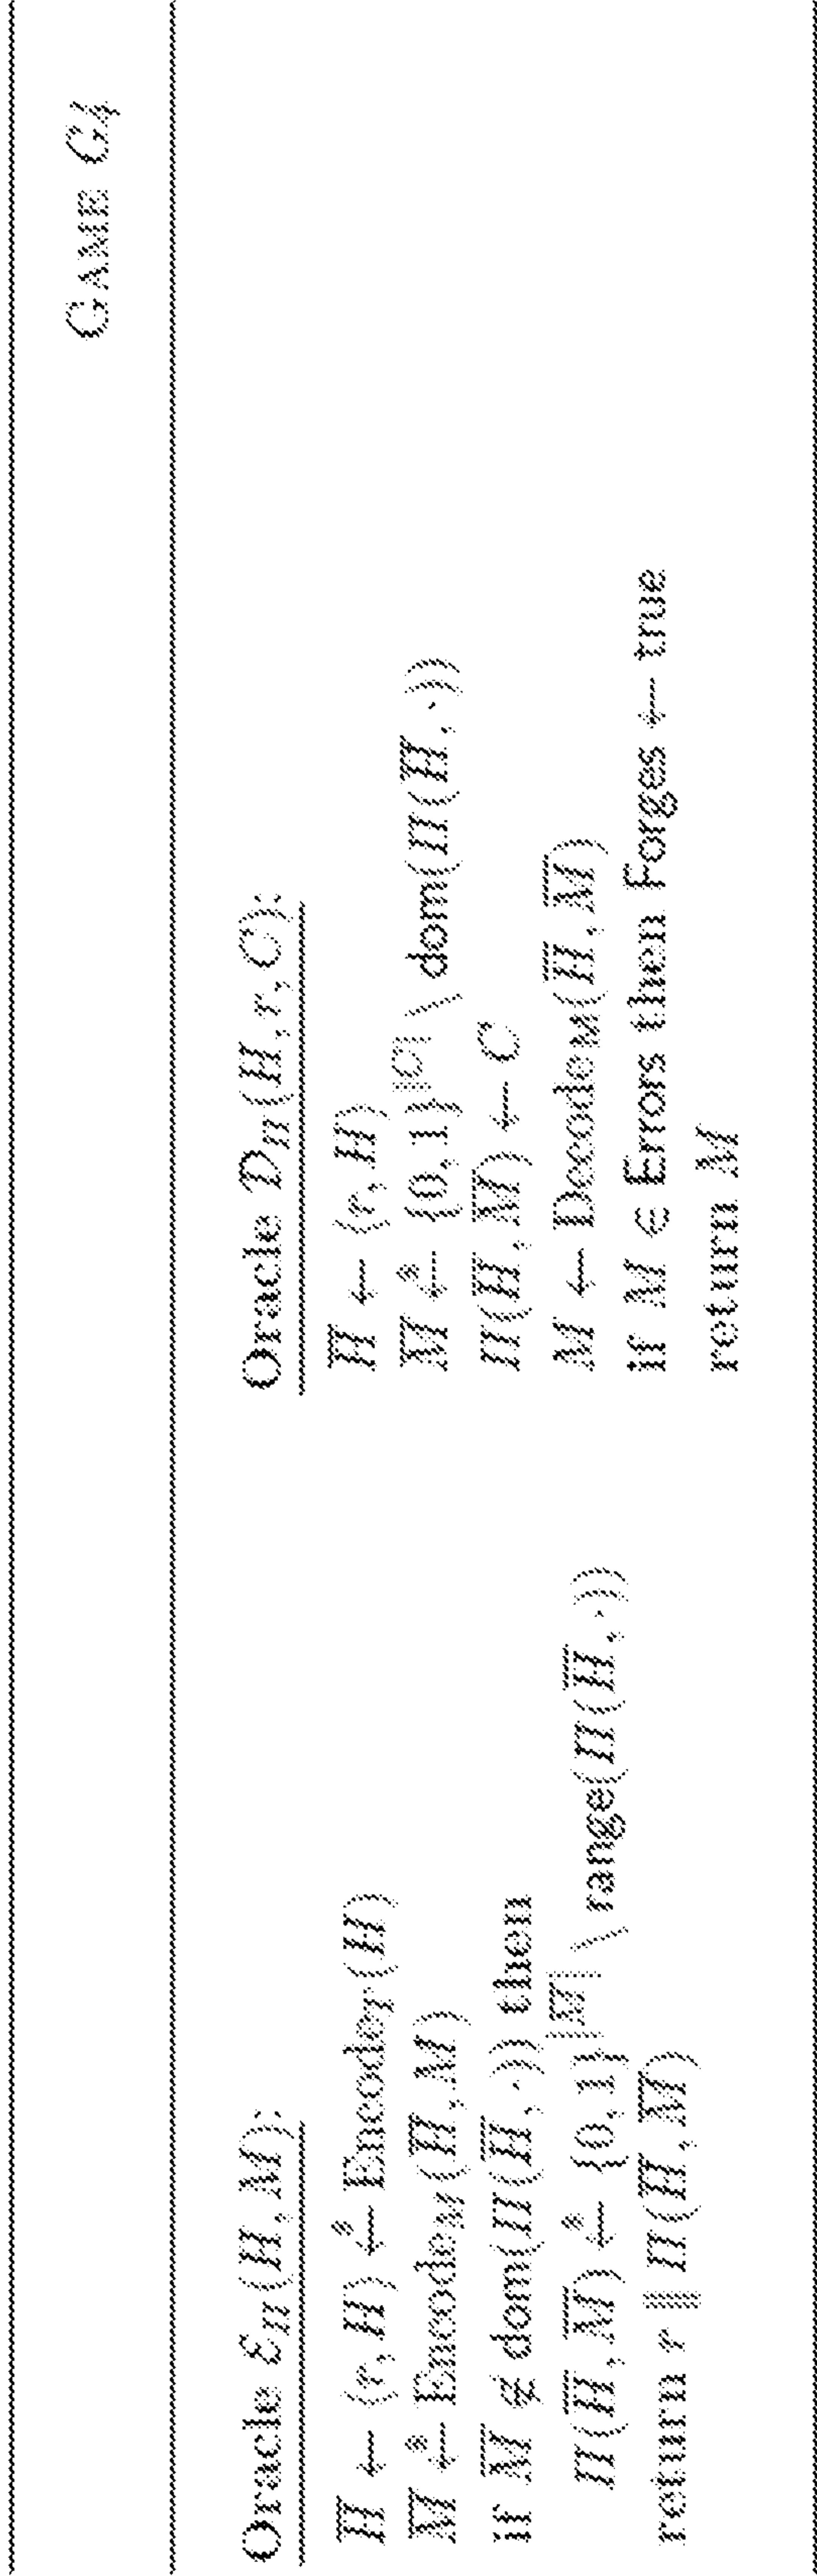 GAME G4
Oracle ℰ_Π(H, M):
H̅ ← (r, H) ←$ Encode_T(H)
M̅ ←$ Encode_M(H̅, M)
if M̅ ∉ dom(Π(H̅, ·)) then
Π(H̅, M̅) ←$ {0, 1}^|M̅| \ range(Π(H̅, ·))
return r ‖ Π(H̅, M̅)
Oracle 𝒟_Π(H, r, C):
H̅ ← (r, H)
M̅ ←$ {0, 1}^|C| \ dom(Π(H̅, ·))
Π(H̅, M̅) ← C
M ← Decode_M(H̅, M̅)
if M ∈ Errors then Forges ← true
return M